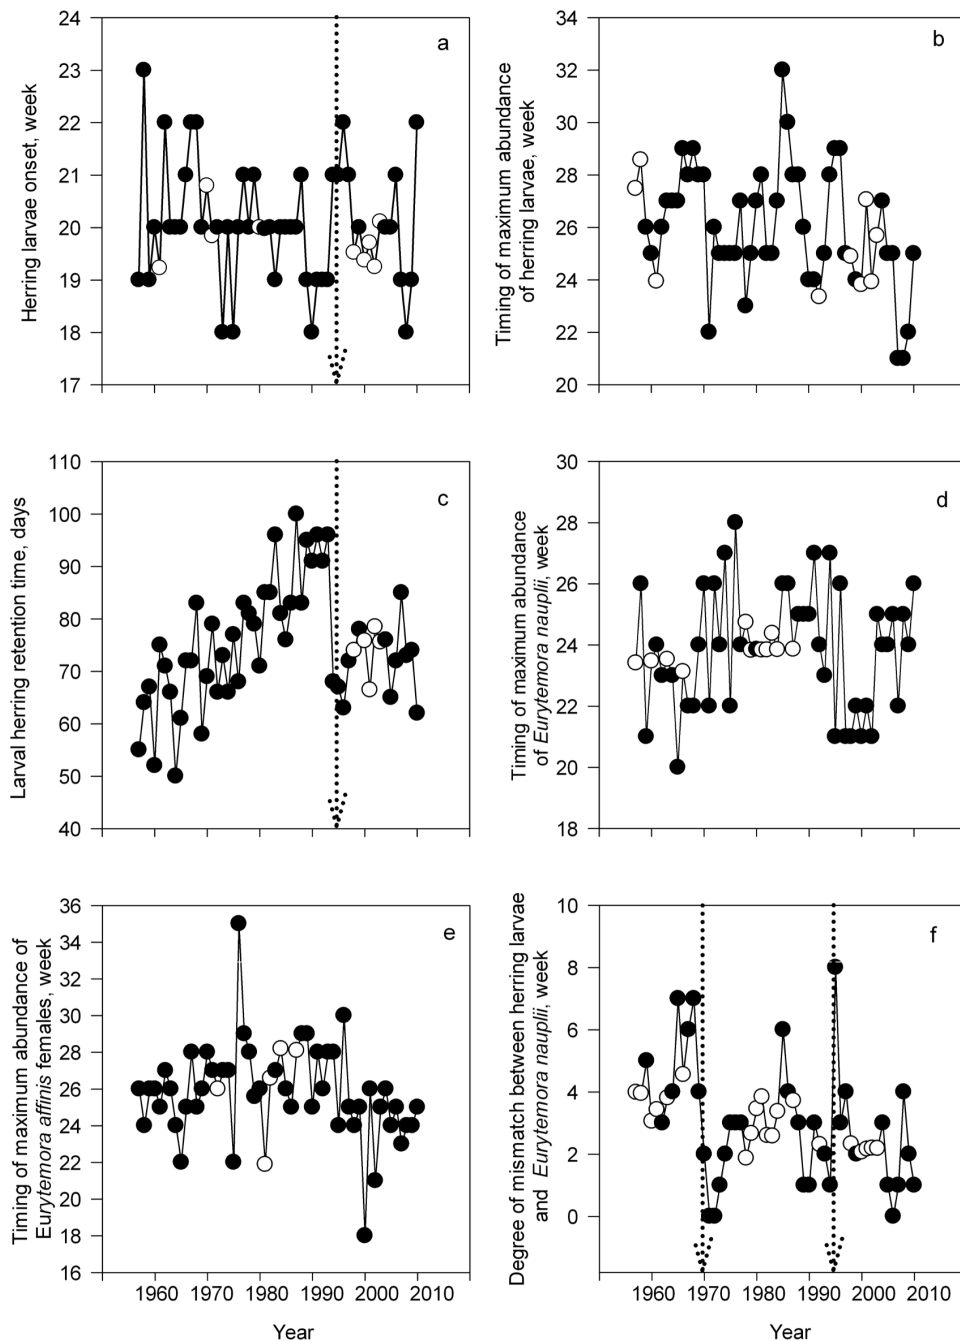 a
Herring larvae onset, week
24
23
22
21
20
19
18
17
b
Timing of maximum abundance
of herring larvae, week
34
32
30
28
26
24
22
20
c
Larval herring retention time, days
110
100
90
80
70
60
50
40
d
Timing of maximum abundance
of Eurytemora nauplii, week
30
28
26
24
22
20
18
e
Timing of maximum abundance of
Eurytemora affinis females, week
36
34
32
30
28
26
24
22
20
18
16
1960 1970 1980 1990 2000 2010
Year
f
Degree of mismatch between herring larvae
and Eurytemora nauplii, week
10
8
6
4
2
0
1960 1970 1980 1990 2000 2010
Year